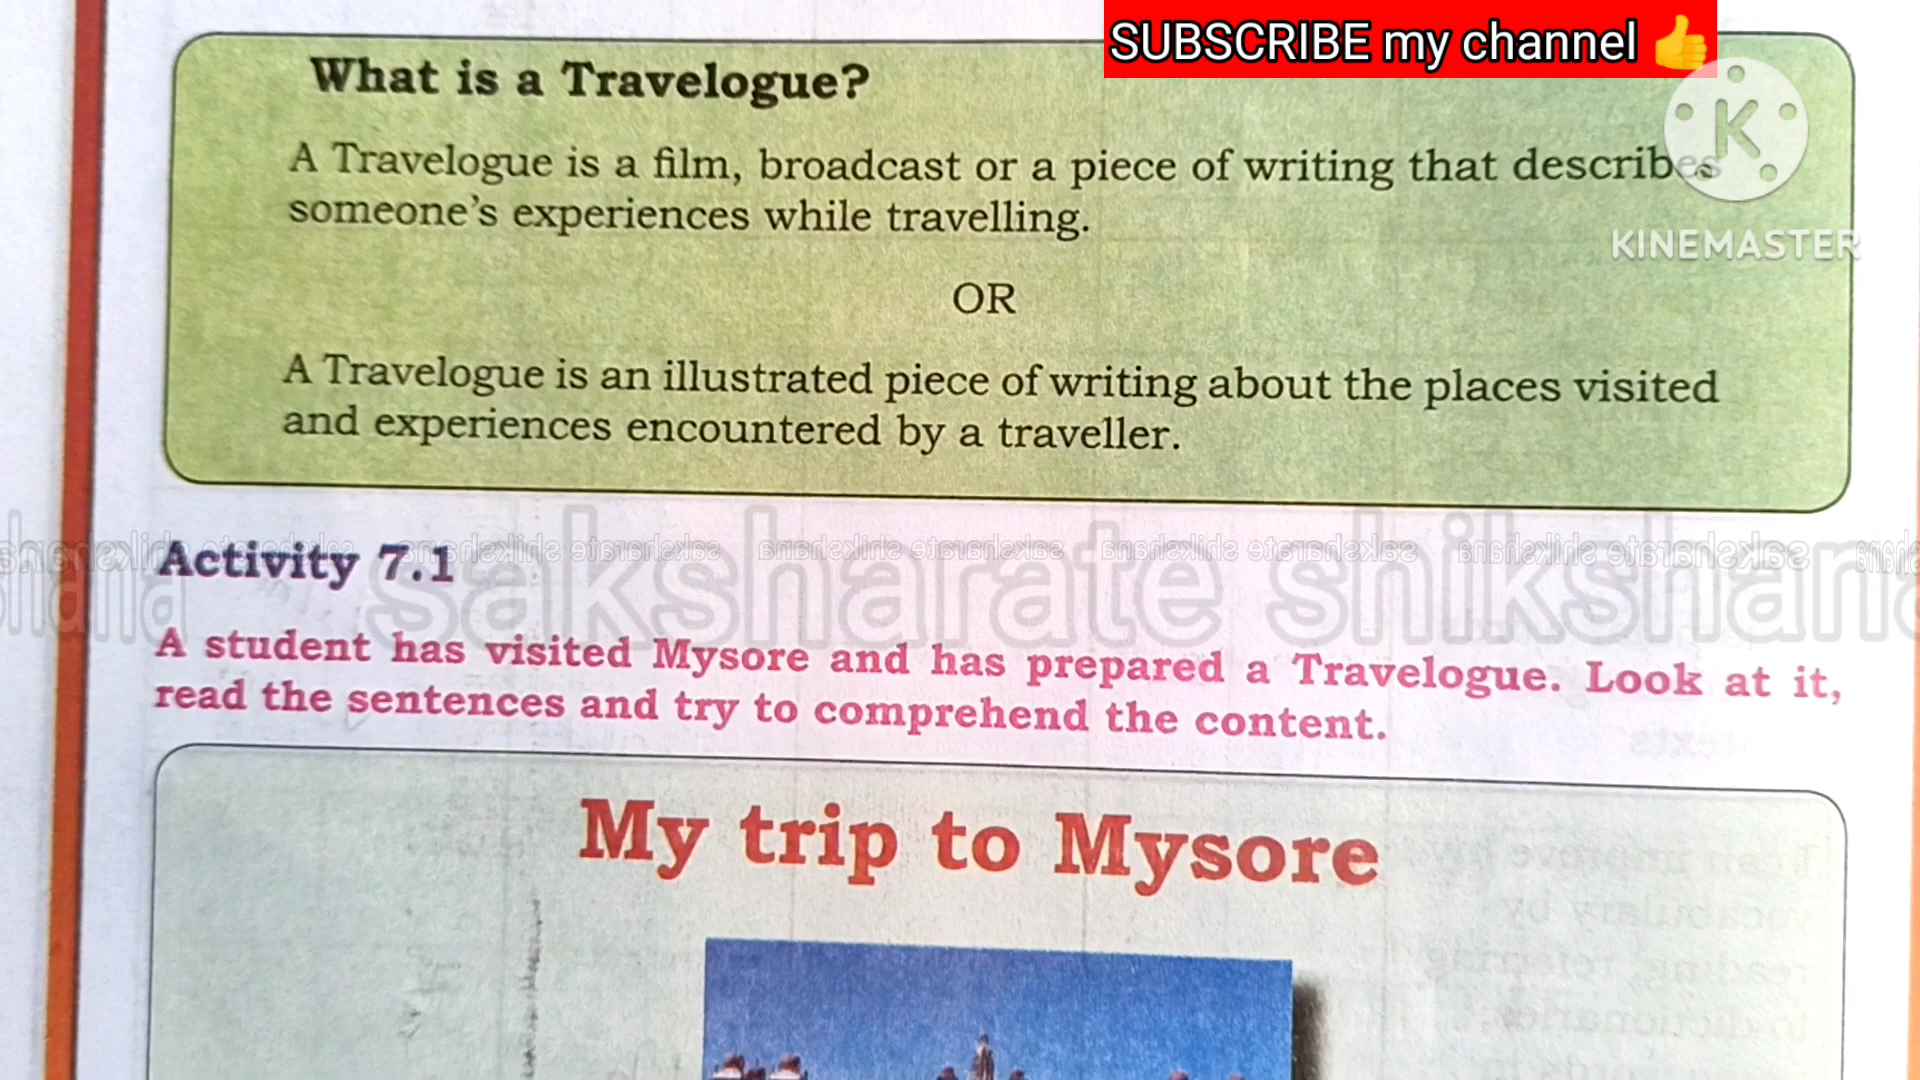 SUBSCRIBE my channel 👍
What is a Travelogue?
K
A Travelogue is a film, broadcast or a piece of writing that describes
someone's experiences while travelling.
KINEMASTER
OR
A Travelogue is an illustrated piece of writing about the places visited
and experiences encountered by a traveller.
Activity 7.1
saksharate shikshana
A student has visited Mysore and has prepared a Travelogue. Look at it,
read the sentences and try to comprehend the content.
My trip to Mysore